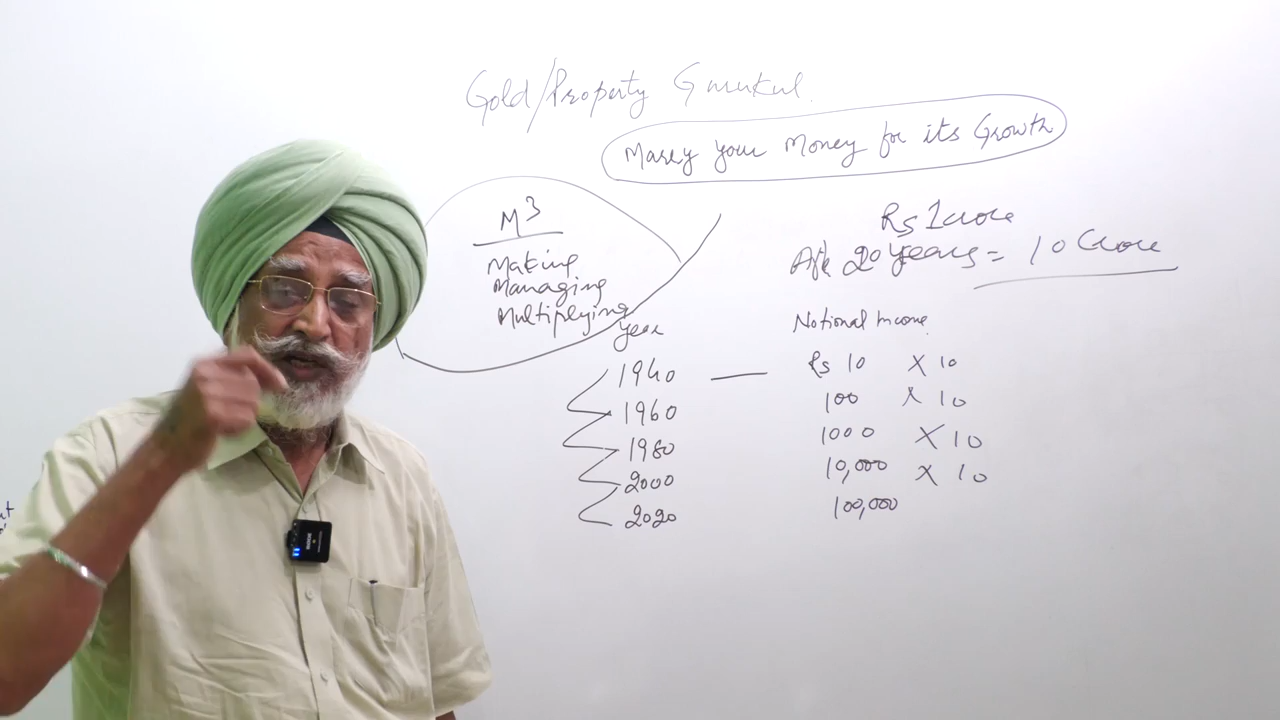 Gold/Property Gurukul.
Marry your Money for its Growth
M³
Making
Managing
Multiplying
Rs 1 crore
Aft 20 years = 10 Crore
year
Notional Income
1940 — Rs 10 X 10
1960 100 X 10
1980 1000 X 10
2000 10,000 X 10
2020 100,000